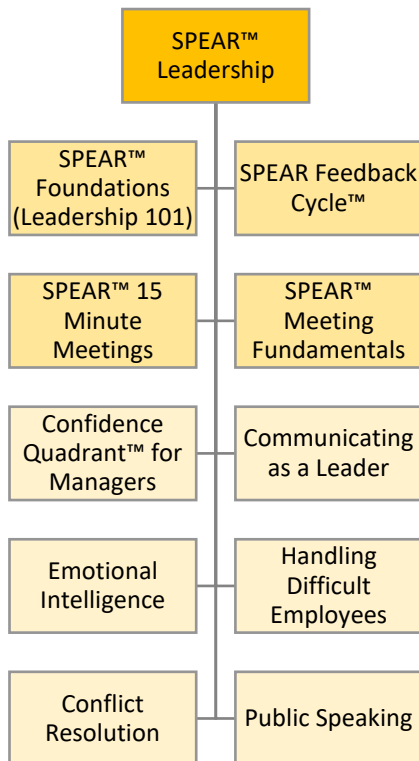 SPEAR™
Leadership
SPEAR™
Foundations
(Leadership 101)
SPEAR Feedback
Cycle™
SPEAR™ 15
Minute
Meetings
SPEAR™
Meeting
Fundamentals
Confidence
Quadrant™ for
Managers
Communicating
as a Leader
Emotional
Intelligence
Handling
Difficult
Employees
Conflict
Resolution
Public Speaking